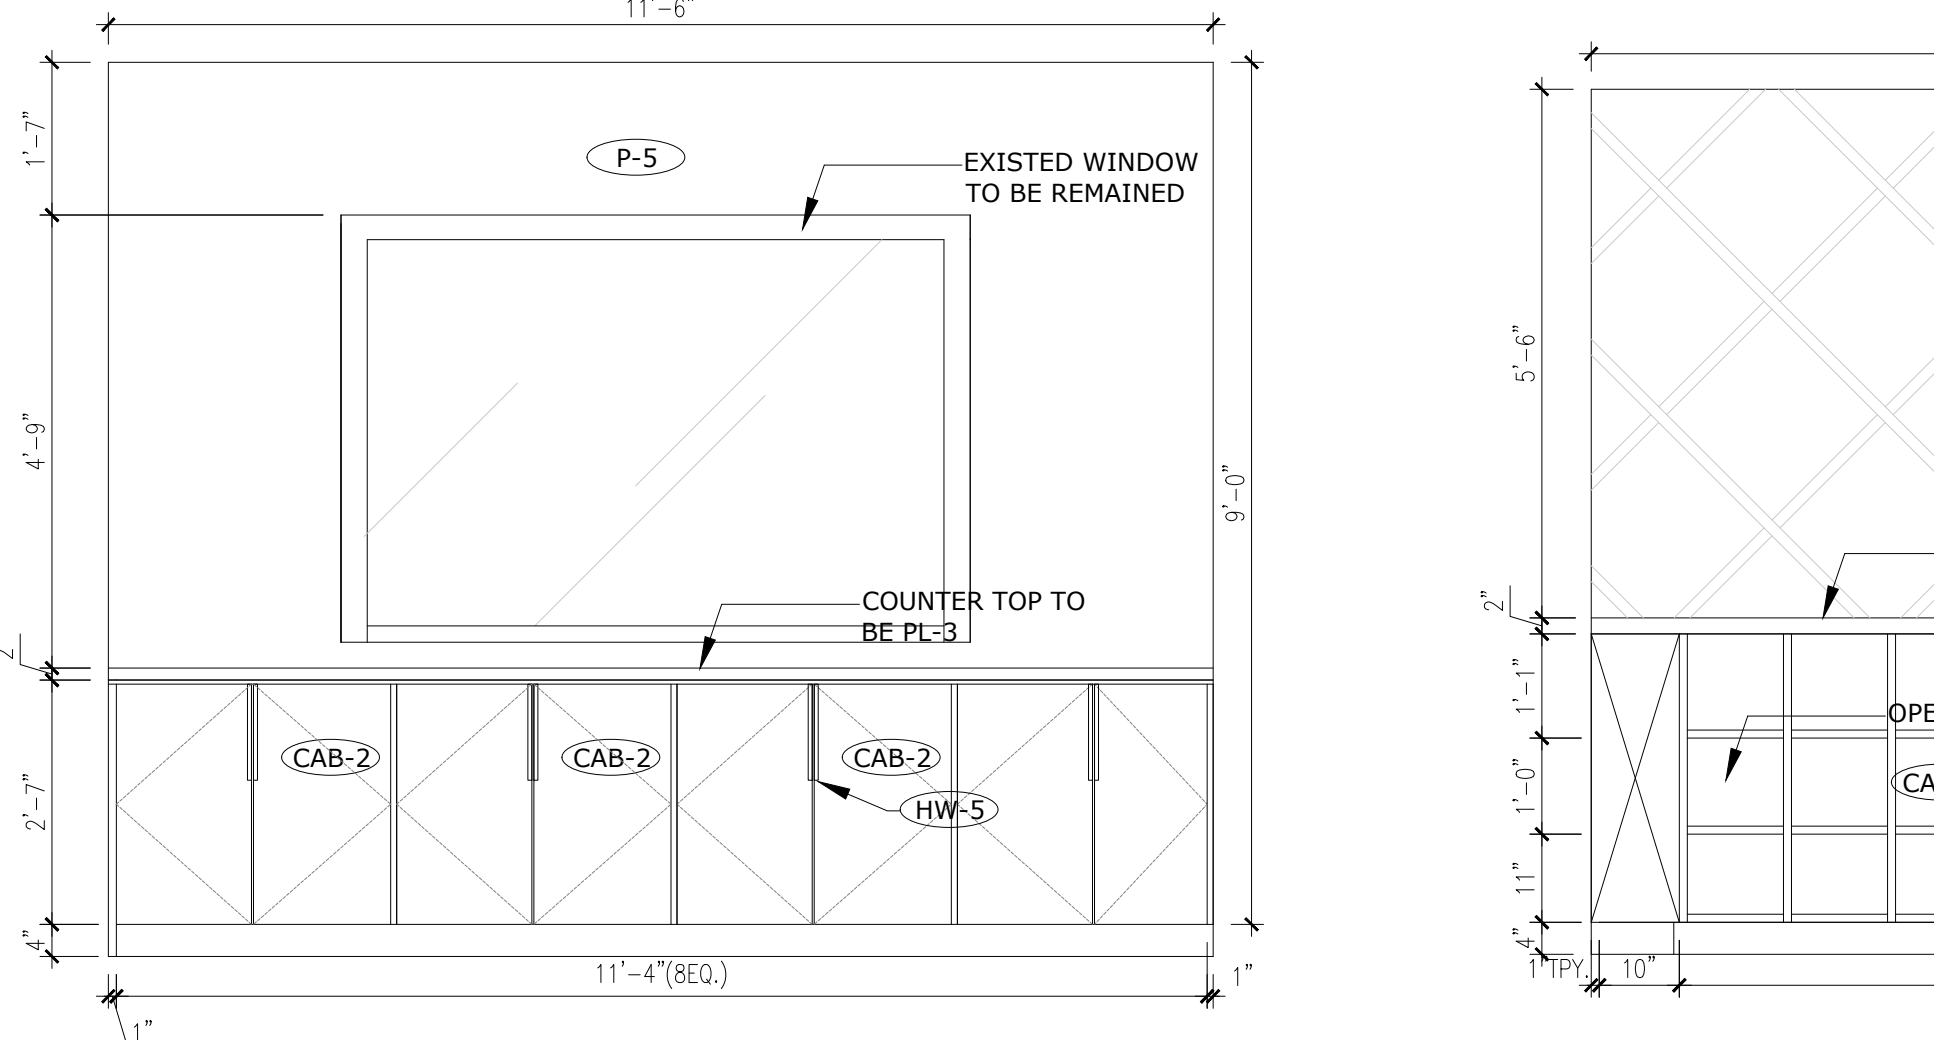 11'-6"
1'-7"
P-5
EXISTED WINDOW
TO BE REMAINED
4'-9"
9'-0"
COUNTER TOP TO
BE PL-3
2'-7"
CAB-2
CAB-2
CAB-2
HW-5
4"
11'-4"(8EQ.)
1"
1"
5'-6"
2"
1'-1"
1'-0"
11"
4"
1"TPY.
10"